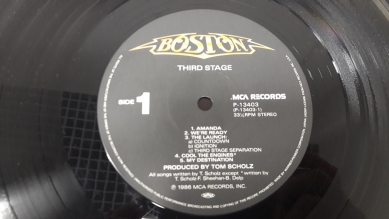 BOSTON
THIRD STAGE
SIDE 1
MCA RECORDS
P-13403
(P-13403-1)
33⅓RPM STEREO
1. AMANDA
2. WE'RE READY
3. THE LAUNCH:
a) COUNTDOWN
b) IGNITION
c) THIRD STAGE SEPARATION
4. COOL THE ENGINES*
5. MY DESTINATION
PRODUCED BY TOM SCHOLZ
All songs written by T. Scholz except *written by
T. Scholz-F. Sheehan-B. Delp
℗ 1986 MCA RECORDS, INC.